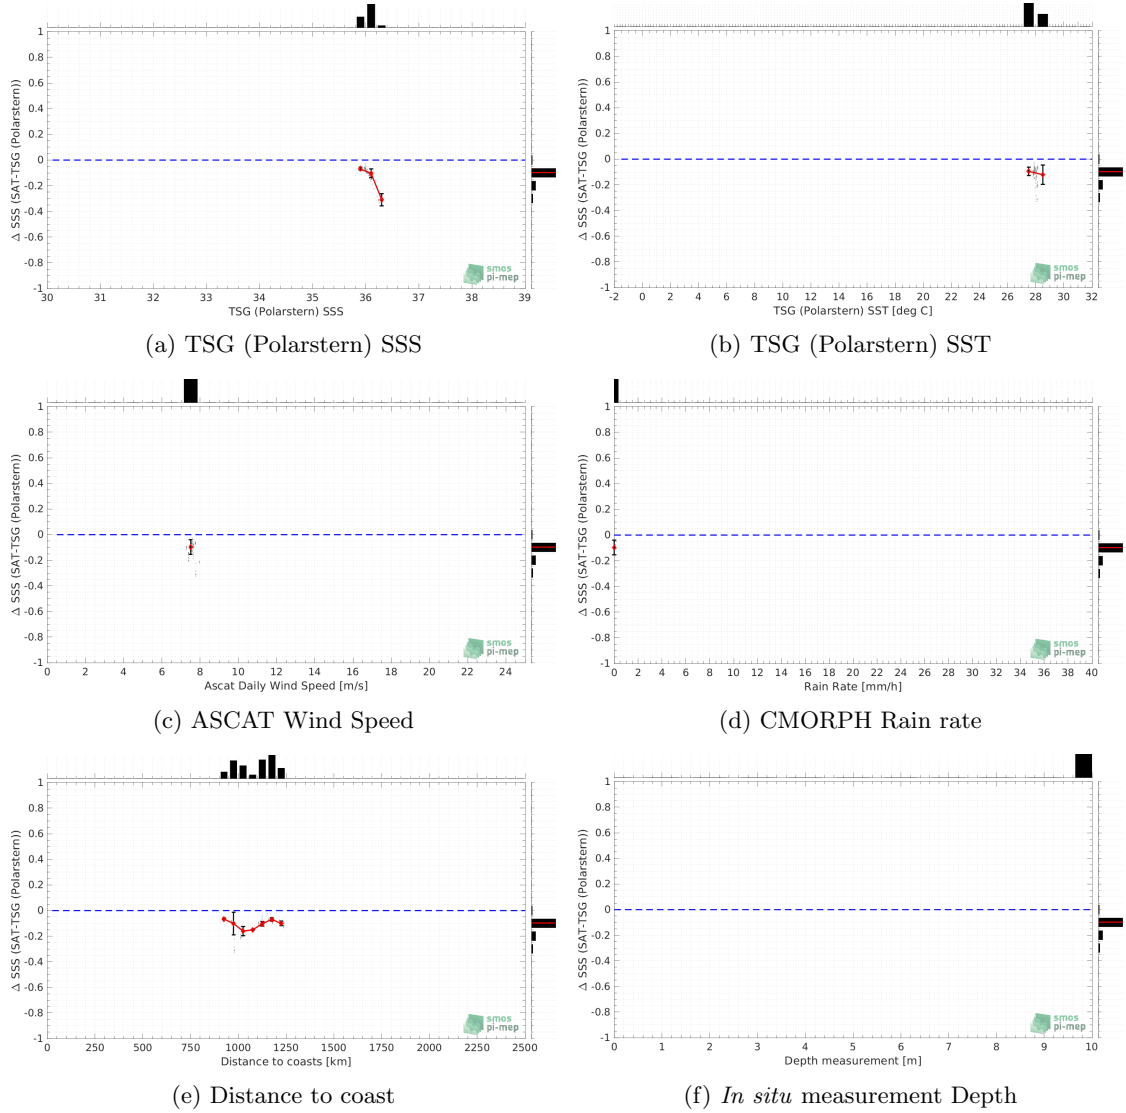 1
0.8
0.6
0.4
0.2
0
-0.2
-0.4
-0.6
-0.8
-1
Δ SSS (SAT-TSG (Polarstern))
30 31 32 33 34 35 36 37 38 39
TSG (Polarstern) SSS
smos
pi-mep
(a) TSG (Polarstern) SSS
1
0.8
0.6
0.4
0.2
0
-0.2
-0.4
-0.6
-0.8
-1
Δ SSS (SAT-TSG (Polarstern))
-2 0 2 4 6 8 10 12 14 16 18 20 22 24 26 28 30 32
TSG (Polarstern) SST [deg C]
smos
pi-mep
(b) TSG (Polarstern) SST
1
0.8
0.6
0.4
0.2
0
-0.2
-0.4
-0.6
-0.8
-1
Δ SSS (SAT-TSG (Polarstern))
0 2 4 6 8 10 12 14 16 18 20 22 24
Ascat Daily Wind Speed [m/s]
smos
pi-mep
(c) ASCAT Wind Speed
1
0.8
0.6
0.4
0.2
0
-0.2
-0.4
-0.6
-0.8
-1
Δ SSS (SAT-TSG (Polarstern))
0 2 4 6 8 10 12 14 16 18 20 22 24 26 28 30 32 34 36 38 40
Rain Rate [mm/h]
smos
pi-mep
(d) CMORPH Rain rate
1
0.8
0.6
0.4
0.2
0
-0.2
-0.4
-0.6
-0.8
-1
Δ SSS (SAT-TSG (Polarstern))
0 250 500 750 1000 1250 1500 1750 2000 2250 2500
Distance to coasts [km]
smos
pi-mep
(e) Distance to coast
1
0.8
0.6
0.4
0.2
0
-0.2
-0.4
-0.6
-0.8
-1
Δ SSS (SAT-TSG (Polarstern))
0 1 2 3 4 5 6 7 8 9 10
Depth measurement [m]
smos
pi-mep
(f) In situ measurement Depth